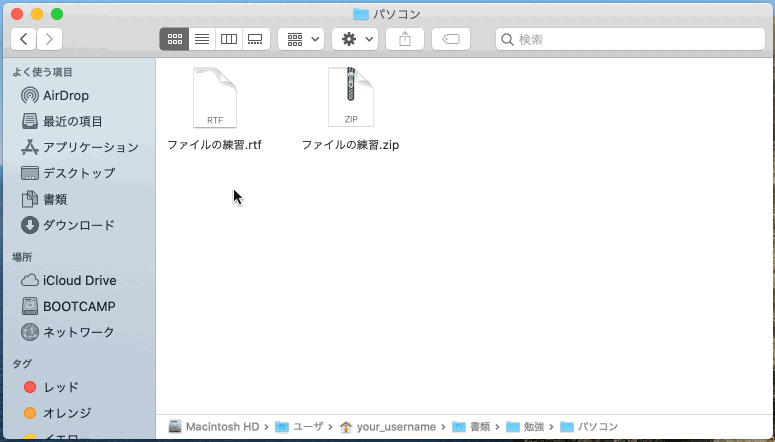 パソコン
検索
よく使う項目
AirDrop
最近の項目
アプリケーション
デスクトップ
書類
ダウンロード
場所
iCloud Drive
BOOTCAMP
ネットワーク
タグ
レッド
オレンジ
イエロー
RTF
ZIP
ファイルの練習.rtf
ファイルの練習.zip
Macintosh HD › ユーザ › your_username › 書類 › 勉強 › パソコン